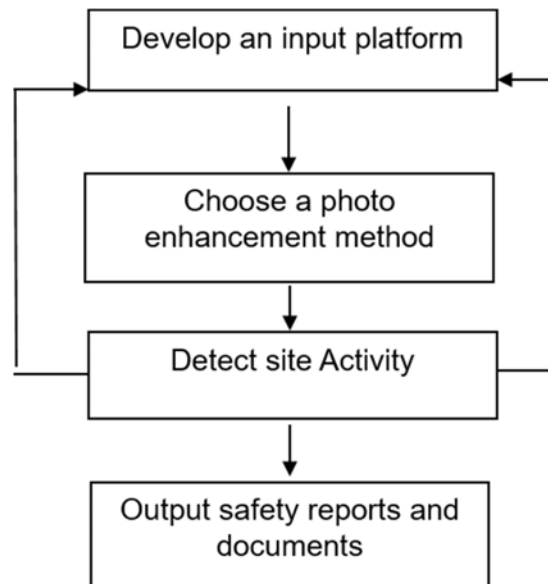 Develop an input platform
Choose a photo
enhancement method
Detect site Activity
Output safety reports and
documents